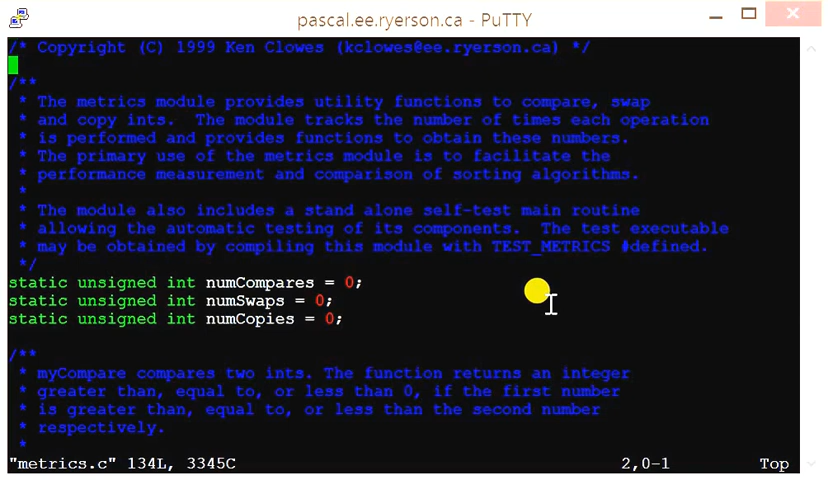 pascal.ee.ryerson.ca - PuTTY
/* Copyright (C) 1999 Ken Clowes (kclowes@ee.ryerson.ca) */
/**
* The metrics module provides utility functions to compare, swap
* and copy ints.  The module tracks the number of times each operation
* is performed and provides functions to obtain these numbers.
* The primary use of the metrics module is to facilitate the
* performance measurement and comparison of sorting algorithms.
*
* The module also includes a stand alone self-test main routine
* allowing the automatic testing of its components.  The test executable
* may be obtained by compiling this module with TEST_METRICS #defined.
*/
static unsigned int numCompares = 0;
static unsigned int numSwaps = 0;
static unsigned int numCopies = 0;
/**
* myCompare compares two ints. The function returns an integer
* greater than, equal to, or less than 0, if the first number
* is greater than, equal to, or less than the second number
* respectively.
*
"metrics.c" 134L, 3345C 2,0-1 Top